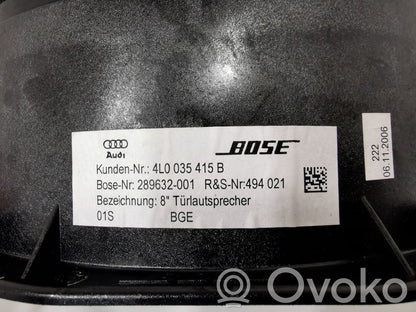 Audi
BOSE
Kunden-Nr.: 4L0 035 415 B
Bose-Nr: 289632-001 R&S-Nr:494 021
Bezeichnung: 8" Türlautsprecher
01S BGE
222
06.11.2006
Ovoko